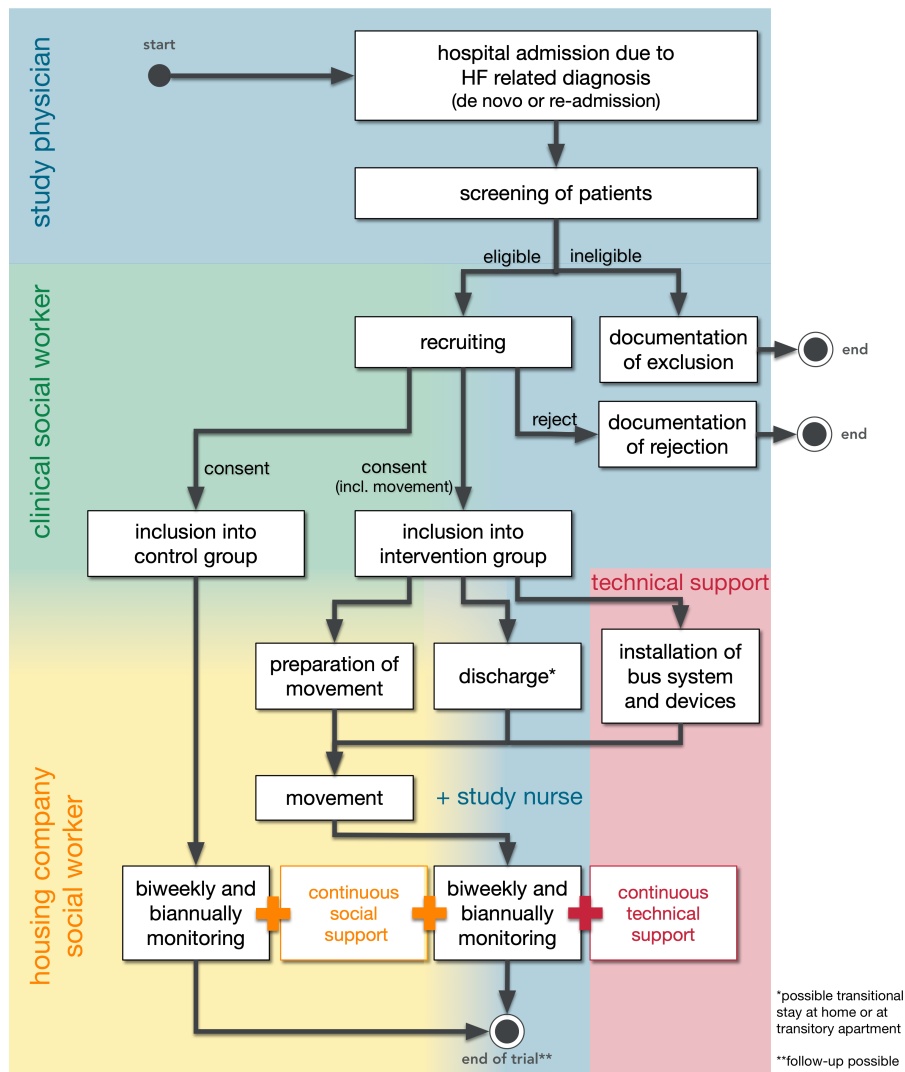 study physician
start
hospital admission due to
HF related diagnosis
(de novo or re-admission)
screening of patients
eligible
ineligible
clinical social worker
recruiting
documentation
of exclusion
end
reject
documentation
of rejection
end
consent
consent
(incl. movement)
inclusion into
control group
inclusion into
intervention group
technical support
preparation of
movement
discharge*
installation of
bus system
and devices
housing company
social worker
movement
+ study nurse
biweekly and
biannually
monitoring
continuous
social
support
biweekly and
biannually
monitoring
continuous
technical
support
end of trial**
*possible transitional
stay at home or at
transitory apartment
**follow-up possible